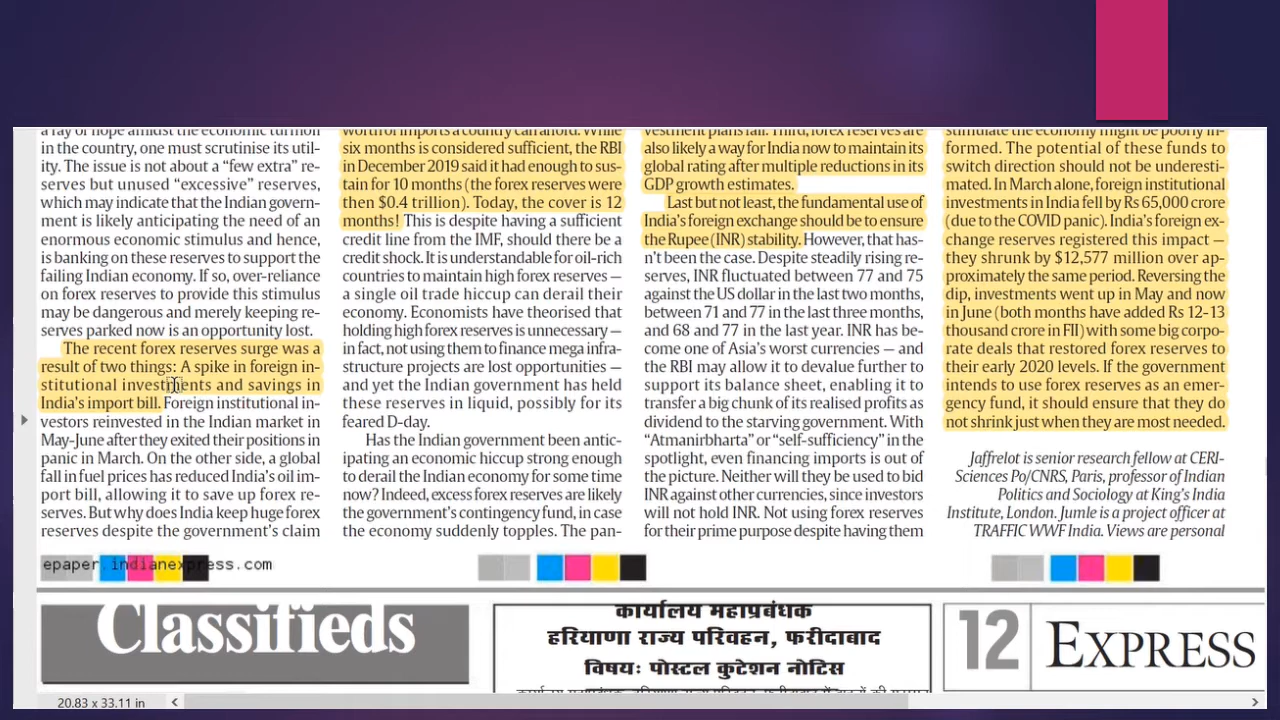 a ray of hope amidst the economic turmoil
in the country, one must scrutinise its util-
ity. The issue is not about a “few extra” re-
serves but unused “excessive” reserves,
which may indicate that the Indian govern-
ment is likely anticipating the need of an
enormous economic stimulus and hence,
is banking on these reserves to support the
failing Indian economy. If so, over-reliance
on forex reserves to provide this stimulus
may be dangerous and merely keeping re-
serves parked now is an opportunity lost.
The recent forex reserves surge was a
result of two things: A spike in foreign in-
stitutional investments and savings in
India’s import bill. Foreign institutional in-
vestors reinvested in the Indian market in
May-June after they exited their positions in
panic in March. On the other side, a global
fall in fuel prices has reduced India’s oil im-
port bill, allowing it to save up forex re-
serves. But why does India keep huge forex
reserves despite the government’s claim
worth of imports a country can afford. While
six months is considered sufficient, the RBI
in December 2019 said it had enough to sus-
tain for 10 months (the forex reserves were
then $0.4 trillion). Today, the cover is 12
months! This is despite having a sufficient
credit line from the IMF, should there be a
credit shock. It is understandable for oil-rich
countries to maintain high forex reserves —
a single oil trade hiccup can derail their
economy. Economists have theorised that
holding high forex reserves is unnecessary —
in fact, not using them to finance mega infra-
structure projects are lost opportunities —
and yet the Indian government has held
these reserves in liquid, possibly for its
feared D-day.
Has the Indian government been antic-
ipating an economic hiccup strong enough
to derail the Indian economy for some time
now? Indeed, excess forex reserves are likely
the government’s contingency fund, in case
the economy suddenly topples. The pan-
vestment plans fail. Third, forex reserves are
also likely a way for India now to maintain its
global rating after multiple reductions in its
GDP growth estimates.
Last but not least, the fundamental use of
India’s foreign exchange should be to ensure
the Rupee (INR) stability. However, that has-
n’t been the case. Despite steadily rising re-
serves, INR fluctuated between 77 and 75
against the US dollar in the last two months,
between 71 and 77 in the last three months,
and 68 and 77 in the last year. INR has be-
come one of Asia’s worst currencies — and
the RBI may allow it to devalue further to
support its balance sheet, enabling it to
transfer a big chunk of its realised profits as
dividend to the starving government. With
“Atmanirbharta” or “self-sufficiency” in the
spotlight, even financing imports is out of
the picture. Neither will they be used to bid
INR against other currencies, since investors
will not hold INR. Not using forex reserves
for their prime purpose despite having them
stimulate the economy might be poorly in-
formed. The potential of these funds to
switch direction should not be underesti-
mated. In March alone, foreign institutional
investments in India fell by Rs 65,000 crore
(due to the COVID panic). India’s foreign ex-
change reserves registered this impact —
they shrunk by $12,577 million over ap-
proximately the same period. Reversing the
dip, investments went up in May and now
in June (both months have added Rs 12-13
thousand crore in FII) with some big corpo-
rate deals that restored forex reserves to
their early 2020 levels. If the government
intends to use forex reserves as an emer-
gency fund, it should ensure that they do
not shrink just when they are most needed.
Jaffrelot is senior research fellow at CERI-
Sciences Po/CNRS, Paris, professor of Indian
Politics and Sociology at King’s India
Institute, London. Jumle is a project officer at
TRAFFIC WWF India. Views are personal
epaper.indianexpress.com
Classifieds
कार्यालय महाप्रबंधक
हरियाणा राज्य परिवहन, फरीदाबाद
विषयः पोस्टल कुटेशन नोटिस
12 EXPRESS
20.83 x 33.11 in